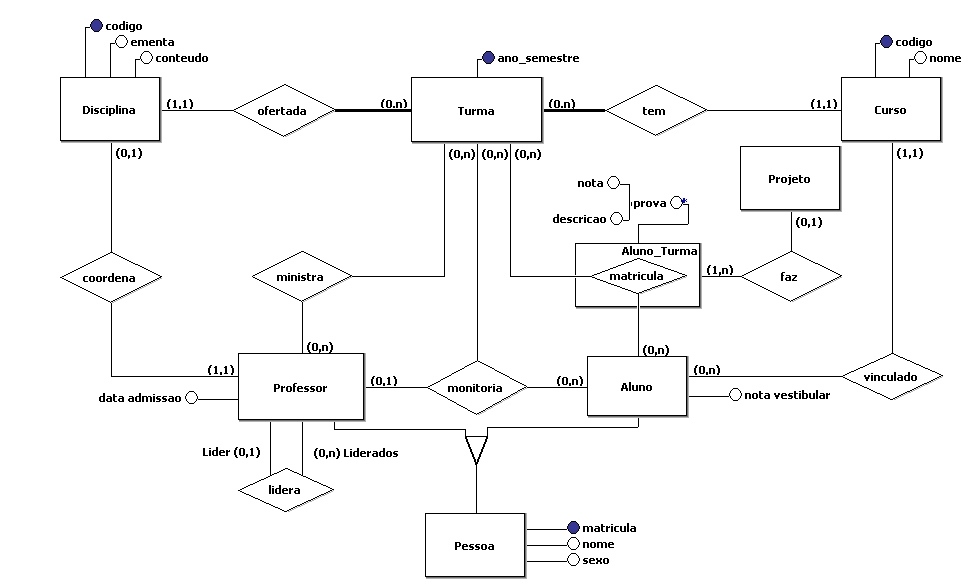 codigo
ementa
conteudo
ano_semestre
codigo
nome
Disciplina
(1,1)
ofertada
(0,n)
Turma
(0,n)
tem
(1,1)
Curso
(0,1)
(0,n)
(0,n)
(0,n)
(1,1)
nota
prova
*
descricao
Projeto
(0,1)
coordena
ministra
Aluno_Turma
matricula
(1,n)
faz
(0,n)
(0,n)
(1,1)
Professor
(0,1)
monitoria
(0,n)
Aluno
(0,n)
vinculado
data admissao
nota vestibular
Lider (0,1)
(0,n) Liderados
lidera
Pessoa
matricula
nome
sexo